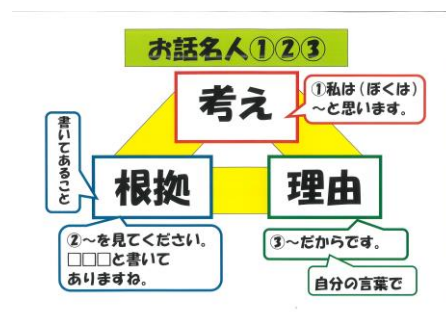 お話名人①②③
考え
①私は（ぼくは）
～と思います。
書いてあること
根拠
理由
②～を見てください。
□□□と書いて
ありますね。
③～だからです。
自分の言葉で